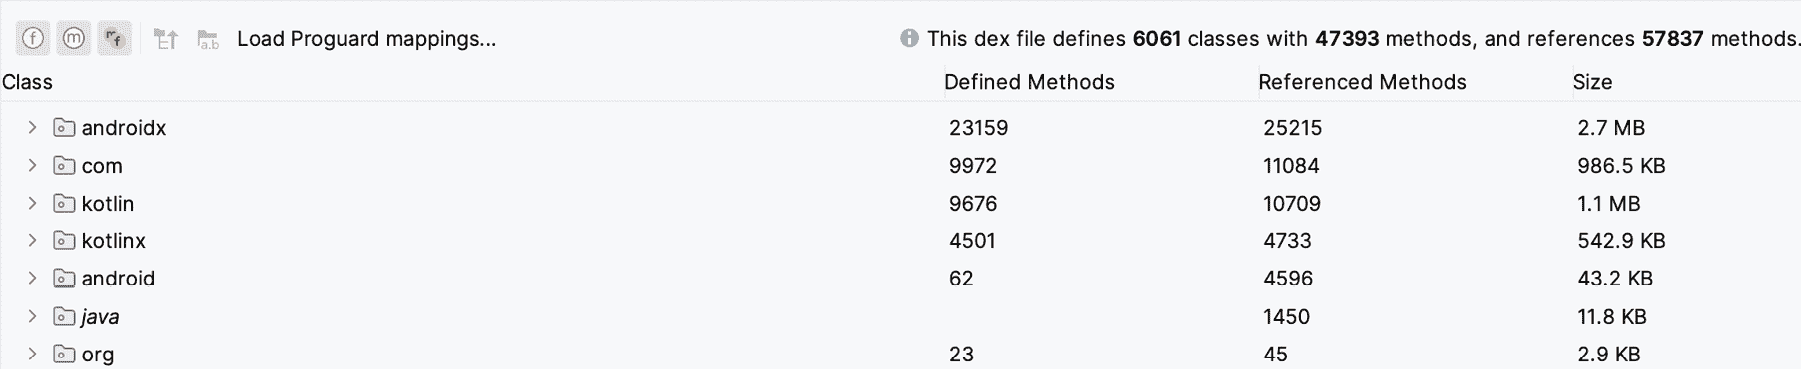 f m m f a.b Load Proguard mappings... This dex file defines 6061 classes with 47393 methods, and references 57837 methods.
Class Defined Methods Referenced Methods Size
androidx 23159 25215 2.7 MB
com 9972 11084 986.5 KB
kotlin 9676 10709 1.1 MB
kotlinx 4501 4733 542.9 KB
android 62 4596 43.2 KB
java 1450 11.8 KB
org 23 45 2.9 KB